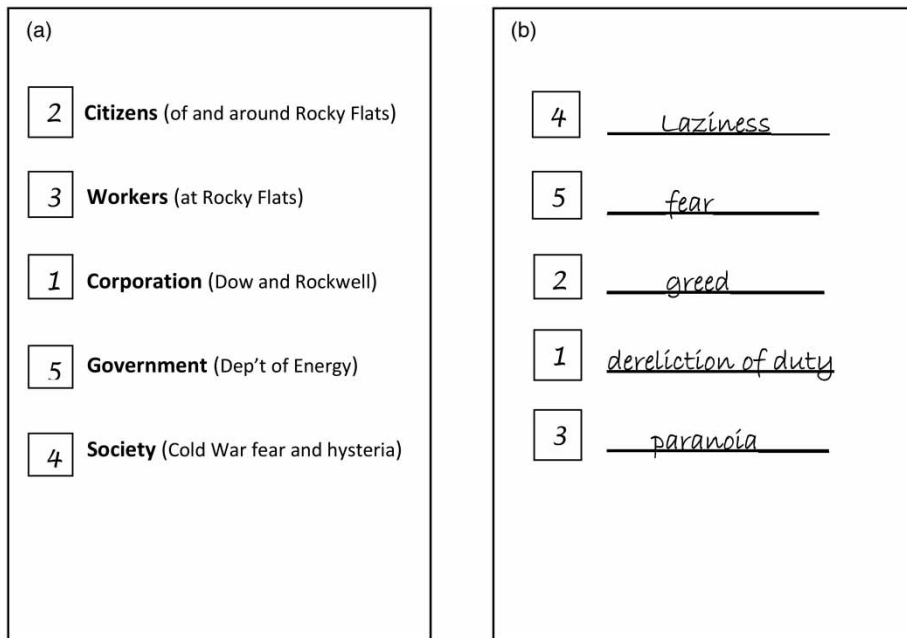 (a)
2 Citizens (of and around Rocky Flats)
3 Workers (at Rocky Flats)
1 Corporation (Dow and Rockwell)
5 Government (Dep't of Energy)
4 Society (Cold War fear and hysteria)
(b)
4 Laziness
5 fear
2 greed
1 dereliction of duty
3 paranoia